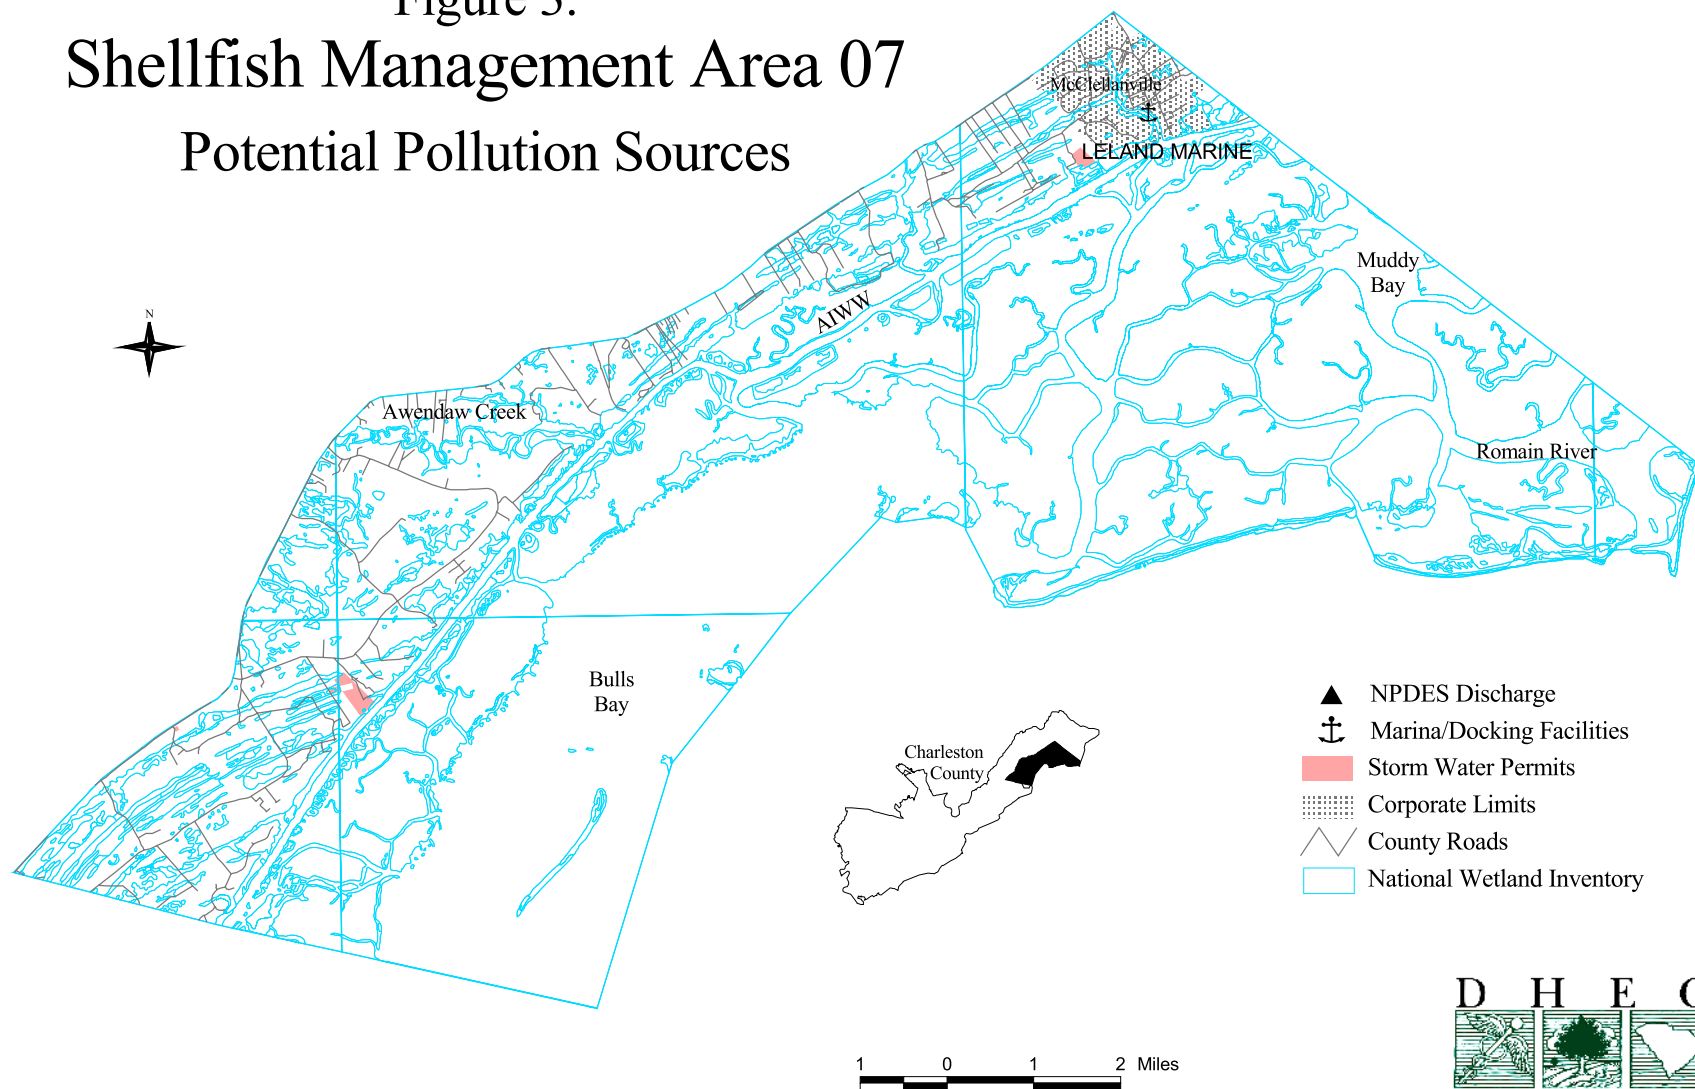 Figure 3.
Shellfish Management Area 07
Potential Pollution Sources
McClellanville
LELAND MARINE
Muddy
Bay
AIWW
N
Awendaw Creek
Romain River
Bulls
Bay
Charleston
County
NPDES Discharge
Marina/Docking Facilities
Storm Water Permits
Corporate Limits
County Roads
National Wetland Inventory
D H E C
1 0 1 2 Miles